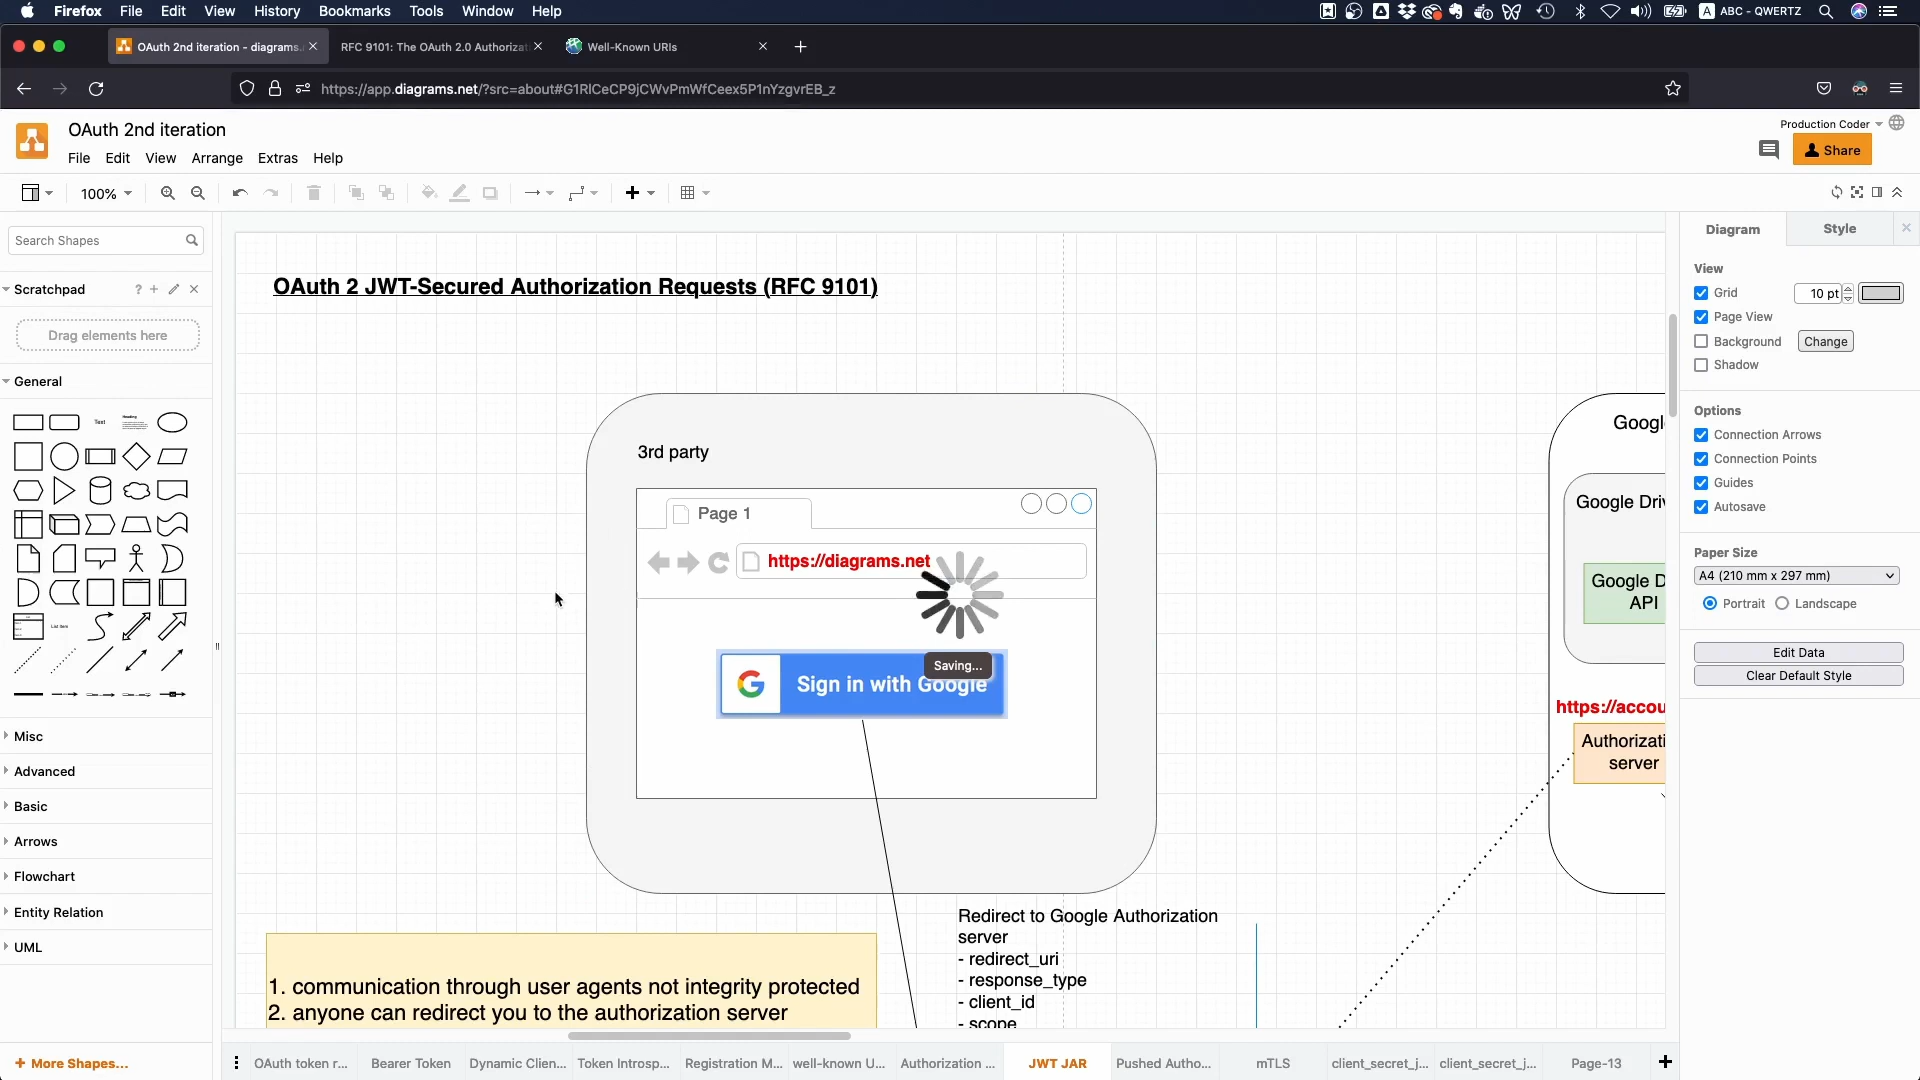 Firefox File Edit View History Bookmarks Tools Window Help
A ABC - QWERTZ
OAuth 2nd iteration - diagrams.
RFC 9101: The OAuth 2.0 Authorizat
Well-Known URIs
https://app.diagrams.net/?src=about#G1RlCeCP9jCWvPmWfCeex5P1nYzgvrEB_z
OAuth 2nd iteration
Production Coder
File Edit View Arrange Extras Help
Share
100%
Search Shapes
Scratchpad
?
Drag elements here
General
Text
Heading
List Item
Misc
Advanced
Basic
Arrows
Flowchart
Entity Relation
UML
+ More Shapes...
OAuth 2 JWT-Secured Authorization Requests (RFC 9101)
3rd party
Page 1
https://diagrams.net
Saving...
Sign in with Google
Redirect to Google Authorization
server
- redirect_uri
- response_type
- client_id
- scope
1. communication through user agents not integrity protected
2. anyone can redirect you to the authorization server
Googl
Google Driv
Google D
API
https://accou
Authorizati
server
Diagram
Style
View
Grid
10 pt
Page View
Background
Change
Shadow
Options
Connection Arrows
Connection Points
Guides
Autosave
Paper Size
A4 (210 mm x 297 mm)
Portrait
Landscape
Edit Data
Clear Default Style
OAuth token r...
Bearer Token
Dynamic Clien...
Token Introsp...
Registration M...
well-known U...
Authorization ...
JWT JAR
Pushed Autho...
mTLS
client_secret_j...
client_secret_j...
Page-13